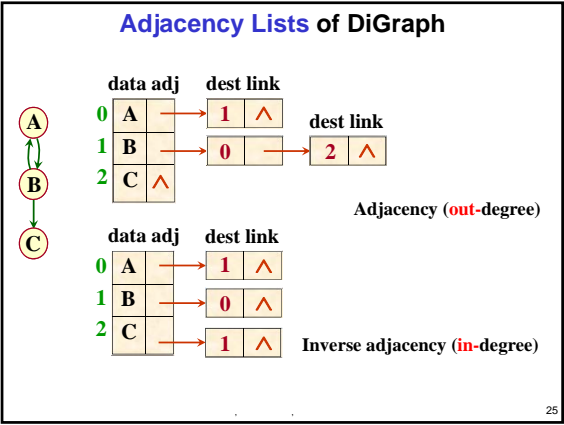 Adjacency Lists of DiGraph
data adj dest link
0 A 1 ∧
dest link
1 B 0 2 ∧
2 C ∧
A
B
C
Adjacency (out-degree)
data adj dest link
0 A 1 ∧
1 B 0 ∧
2 C 1 ∧
Inverse adjacency (in-degree)
25